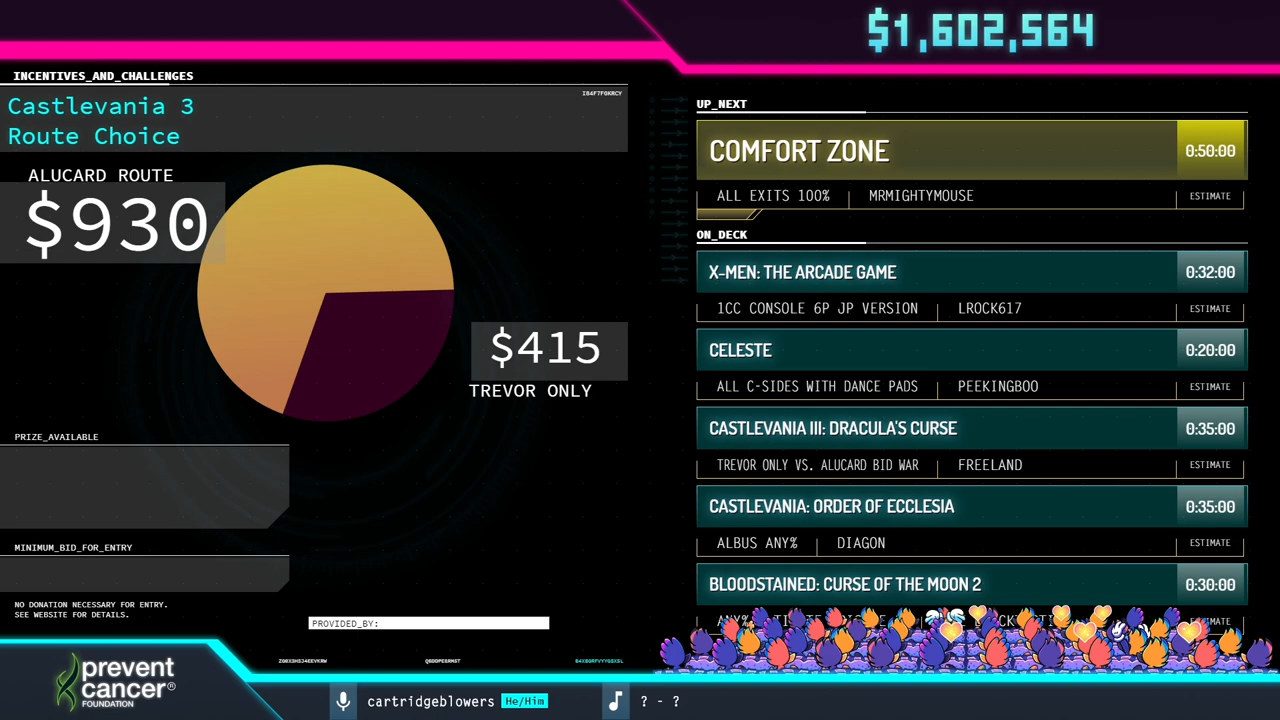 $1,602,564
INCENTIVES_AND_CHALLENGES
Castlevania 3
Route Choice
ALUCARD ROUTE
$930
$415
TREVOR ONLY
PRIZE_AVAILABLE
MINIMUM_BID_FOR_ENTRY
NO DONATION NECESSARY FOR ENTRY.
SEE WEBSITE FOR DETAILS.
PROVIDED_BY:
UP_NEXT
COMFORT ZONE
0:50:00
ALL EXITS 100%
MRMIGHTYMOUSE
ESTIMATE
ON_DECK
X-MEN: THE ARCADE GAME
0:32:00
1CC CONSOLE 6P JP VERSION
LROCK617
ESTIMATE
CELESTE
0:20:00
ALL C-SIDES WITH DANCE PADS
PEEKINGBOO
ESTIMATE
CASTLEVANIA III: DRACULA'S CURSE
0:35:00
TREVOR ONLY VS. ALUCARD BID WAR
FREELAND
ESTIMATE
CASTLEVANIA: ORDER OF ECCLESIA
0:35:00
ALBUS ANY%
DIAGON
ESTIMATE
BLOODSTAINED: CURSE OF THE MOON 2
0:30:00
prevent
cancer®
FOUNDATION
cartridgeblowers
He/Him
? - ?